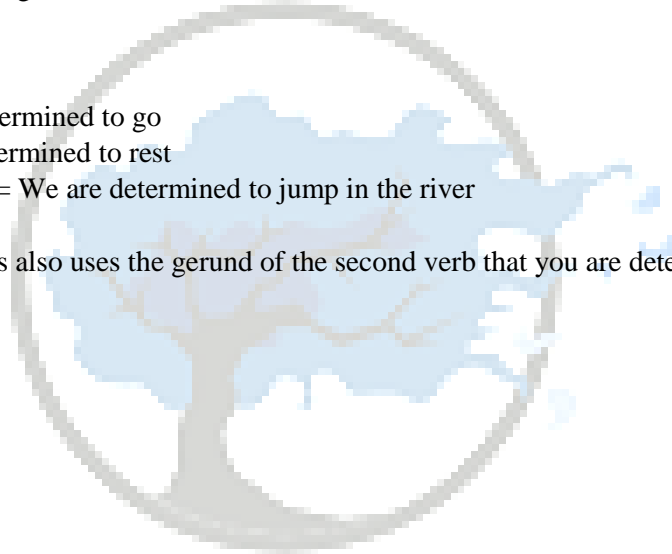 ermined to go
ermined to rest
= We are determined to jump in the river
s also uses the gerund of the second verb that you are dete